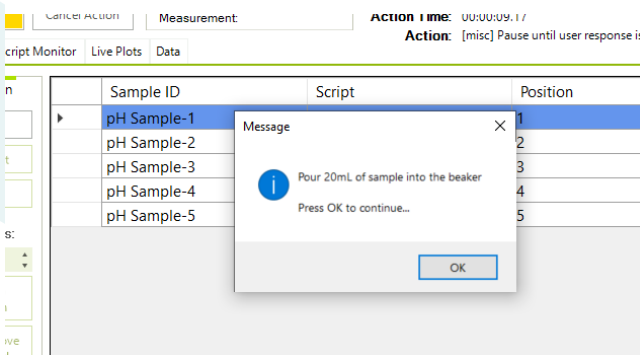 Cancel Action
Measurement:
Action Time: 00:00:09.17
Action: [misc] Pause until user response is
cript Monitor Live Plots Data
n
Sample ID Script Position
pH Sample-1 1
pH Sample-2 2
pH Sample-3 3
pH Sample-4 4
pH Sample-5 5
Message
Pour 20mL of sample into the beaker
Press OK to continue...
OK
t
s:
ve